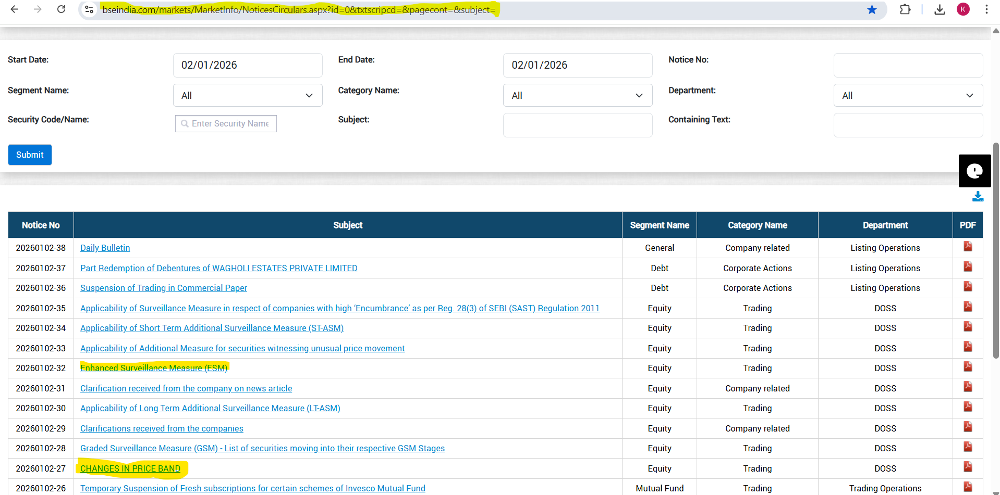 bseindia.com/markets/MarketInfo/NoticesCirculars.aspx?id=0&txtscripcd=&pagecont=&subject=
K
Start Date: 02/01/2026 End Date: 02/01/2026 Notice No:
Segment Name: All Category Name: All Department: All
Security Code/Name: Enter Security Name Subject: Containing Text:
Submit
Notice No Subject Segment Name Category Name Department PDF
20260102-38 Daily Bulletin General Company related Listing Operations
20260102-37 Part Redemption of Debentures of WAGHOLI ESTATES PRIVATE LIMITED Debt Corporate Actions Listing Operations
20260102-36 Suspension of Trading in Commercial Paper Debt Corporate Actions Listing Operations
20260102-35 Applicability of Surveillance Measure in respect of companies with high ‘Encumbrance’ as per Reg. 28(3) of SEBI (SAST) Regulation 2011 Equity Trading DOSS
20260102-34 Applicability of Short Term Additional Surveillance Measure (ST-ASM) Equity Trading DOSS
20260102-33 Applicability of Additional Measure for securities witnessing unusual price movement Equity Trading DOSS
20260102-32 Enhanced Surveillance Measure (ESM) Equity Trading DOSS
20260102-31 Clarification received from the company on news article Equity Company related DOSS
20260102-30 Applicability of Long Term Additional Surveillance Measure (LT-ASM) Equity Trading DOSS
20260102-29 Clarifications received from the companies Equity Company related DOSS
20260102-28 Graded Surveillance Measure (GSM) - List of securities moving into their respective GSM Stages Equity Trading DOSS
20260102-27 CHANGES IN PRICE BAND Equity Trading DOSS
20260102-26 Temporary Suspension of Fresh subscriptions for certain schemes of Invesco Mutual Fund Mutual Fund Trading Trading Operations